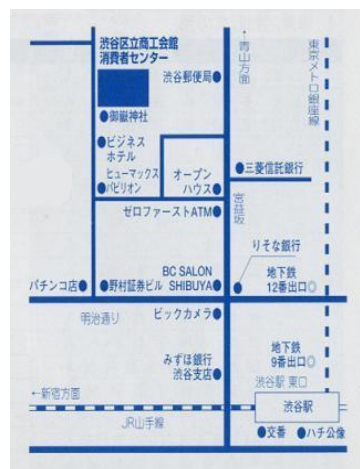 渋谷区立商工会館
消費者センター
渋谷郵便局
↑青山方面
東京メトロ銀座線
御嶽神社
ビジネス
ホテル
ヒューマックス
パビリオン
オープン
ハウス
三菱信託銀行
ゼロファーストATM
宮益坂
りそな銀行
BC SALON
SHIBUYA
地下鉄
12番出口
パチンコ店
野村証券ビル
明治通り
ビックカメラ
みずほ銀行
渋谷支店
地下鉄
9番出口
渋谷駅 東口
←新宿方面
渋谷駅
JR山手線
交番
ハチ公像